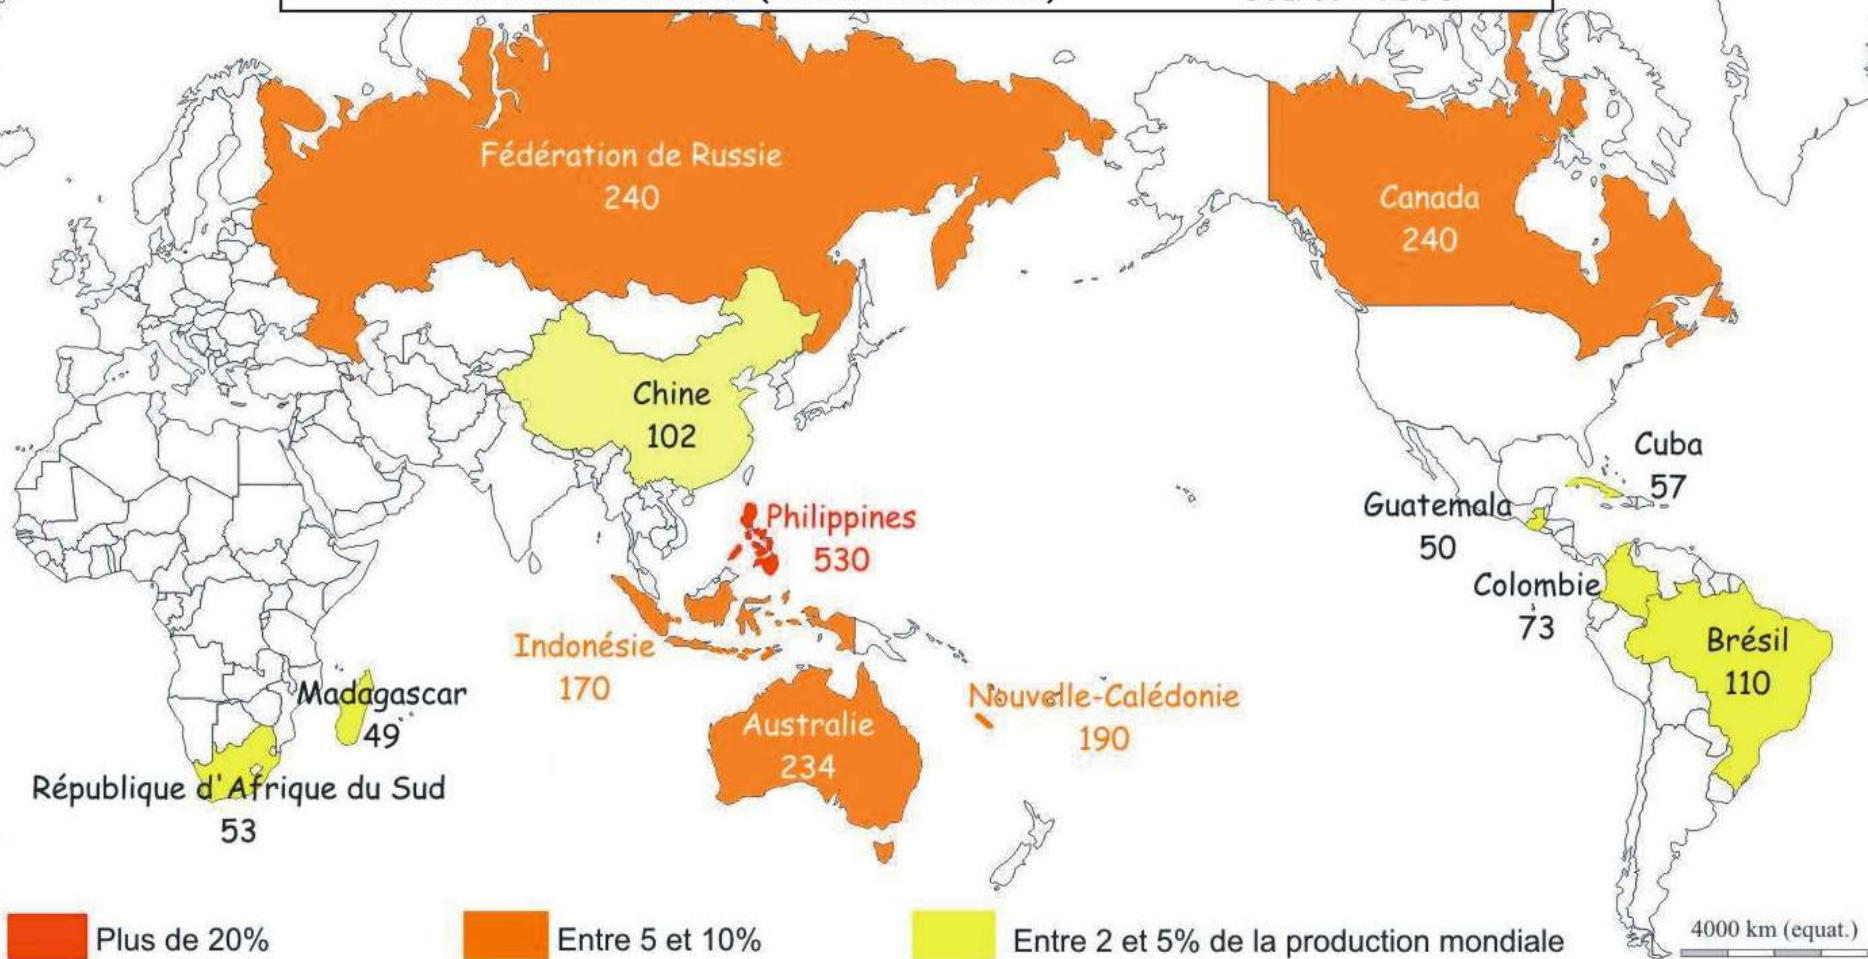 Fédération de Russie
240
Canada
240
Chine
102
Cuba
57
Guatemala
50
Philippines
530
Colombie
73
Indonésie
170
Brésil
110
Madagascar
49
Nouvelle-Calédonie
190
Australie
234
République d'Afrique du Sud
53
Plus de 20%
Entre 5 et 10%
Entre 2 et 5% de la production mondiale
4000 km (equat.)